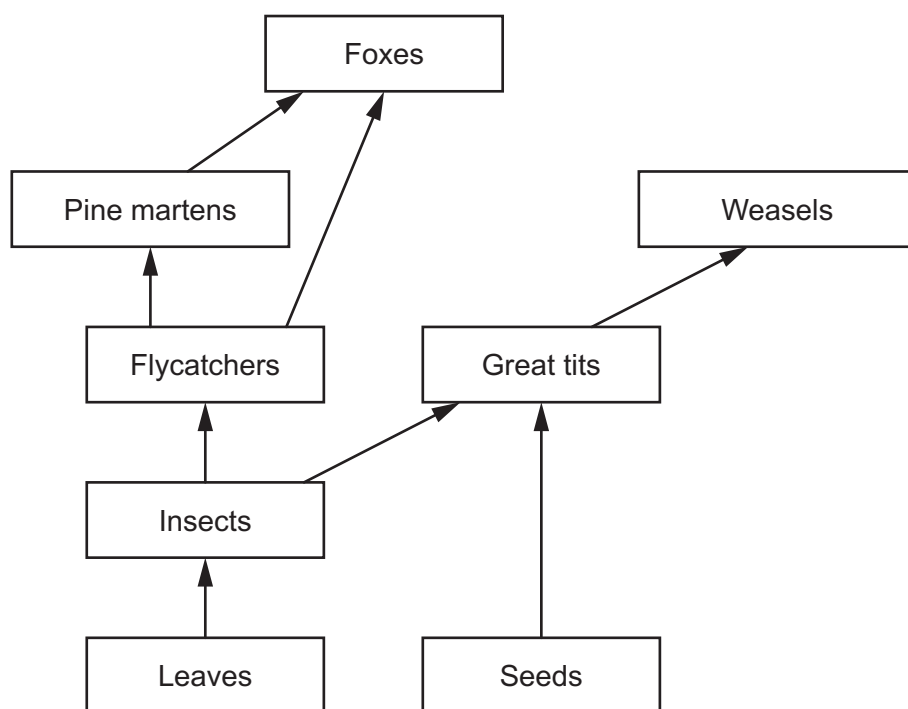 Foxes
Pine martens
Weasels
Flycatchers
Great tits
Insects
Leaves
Seeds